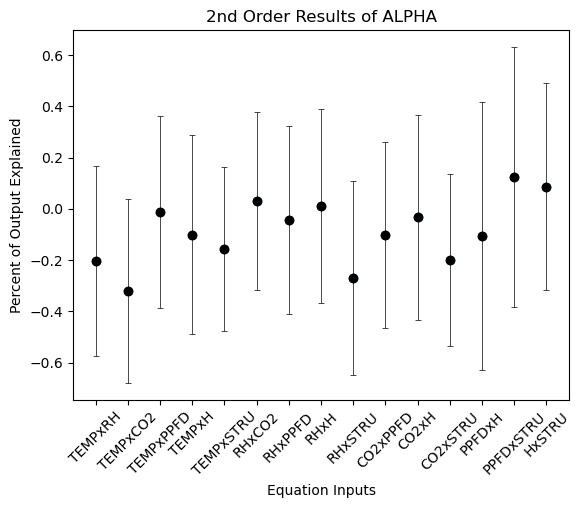 2nd Order Results of ALPHA
Percent of Output Explained
0.6
0.4
0.2
0.0
−0.2
−0.4
−0.6
TEMPxRH
TEMPxCO2
TEMPxPPFD
TEMPxH
TEMPxSTRU
RHxCO2
RHxPPFD
RHxH
RHxSTRU
CO2xPPFD
CO2xH
CO2xSTRU
PPFDxH
PPFDxSTRU
HxSTRU
Equation Inputs